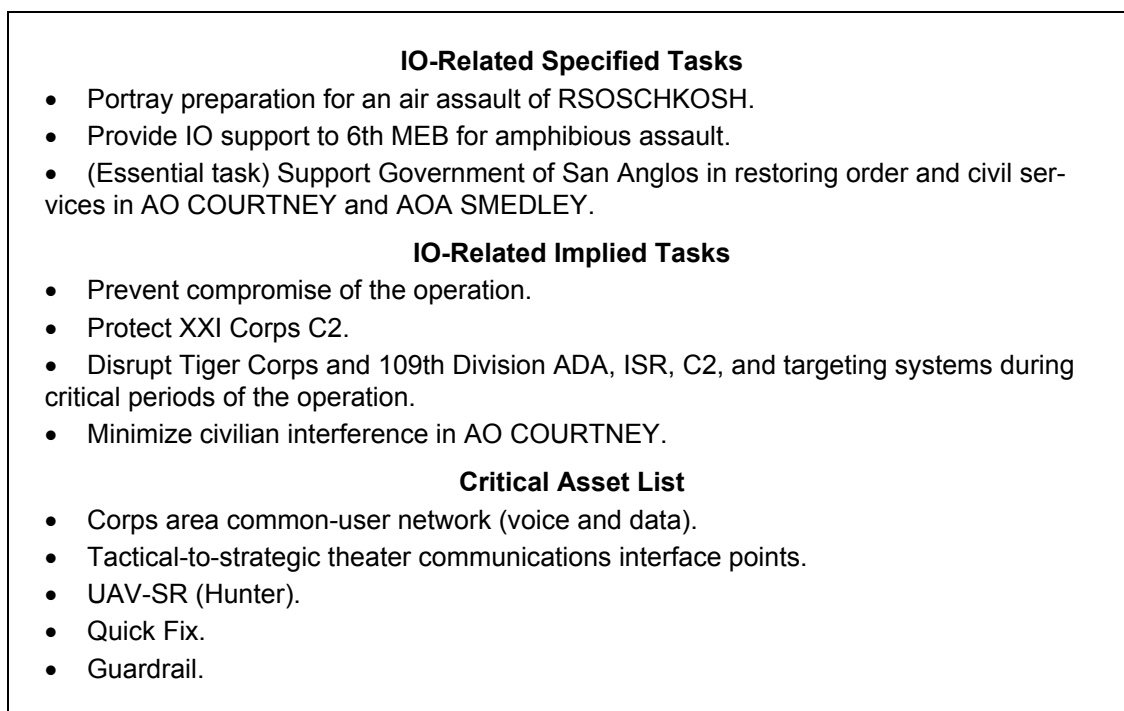 IO-Related Specified Tasks
• Portray preparation for an air assault of RSOSCHKOSH.
• Provide IO support to 6th MEB for amphibious assault.
• (Essential task) Support Government of San Anglos in restoring order and civil ser-
vices in AO COURTNEY and AOA SMEDLEY.
IO-Related Implied Tasks
• Prevent compromise of the operation.
• Protect XXI Corps C2.
• Disrupt Tiger Corps and 109th Division ADA, ISR, C2, and targeting systems during
critical periods of the operation.
• Minimize civilian interference in AO COURTNEY.
Critical Asset List
• Corps area common-user network (voice and data).
• Tactical-to-strategic theater communications interface points.
• UAV-SR (Hunter).
• Quick Fix.
• Guardrail.